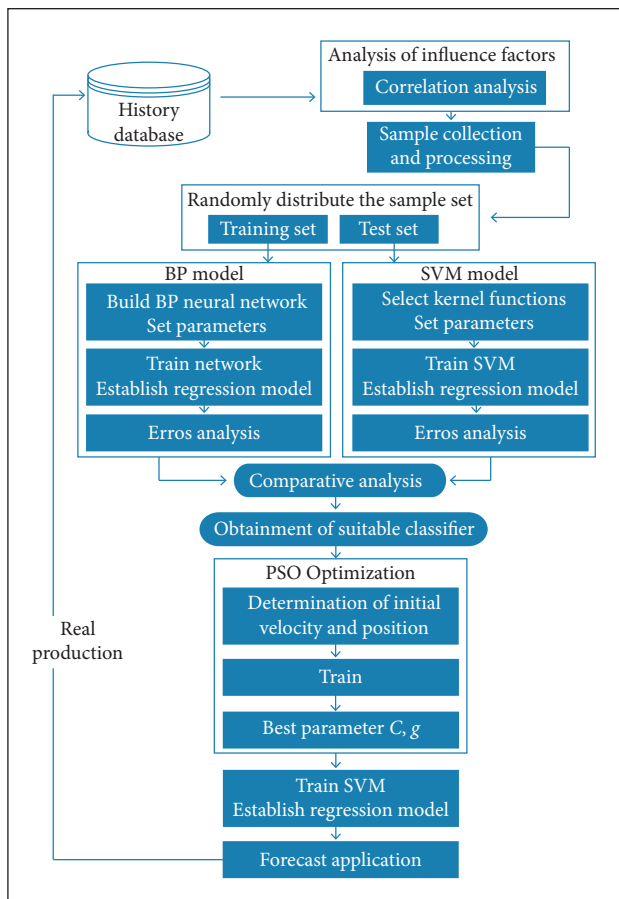 Analysis of influence factors
Correlation analysis
History
database
Sample collection
and processing
Randomly distribute the sample set
Training set
Test set
BP model
Build BP neural network
Set parameters
Train network
Establish regression model
Erros analysis
SVM model
Select kernel functions
Set parameters
Train SVM
Establish regression model
Erros analysis
Comparative analysis
Obtainment of suitable classifier
PSO Optimization
Determination of initial
velocity and position
Train
Best parameter C, g
Train SVM
Establish regression model
Forecast application
Real
production